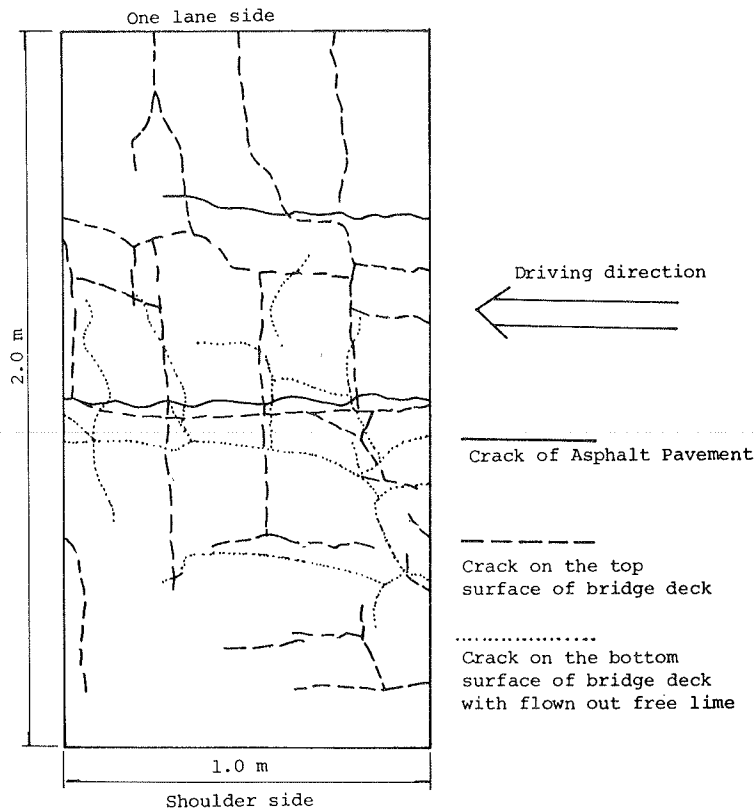 One lane side
Driving direction
2.0 m
Crack of Asphalt Pavement
Crack on the top
surface of bridge deck
Crack on the bottom
surface of bridge deck
with flown out free lime
1.0 m
Shoulder side